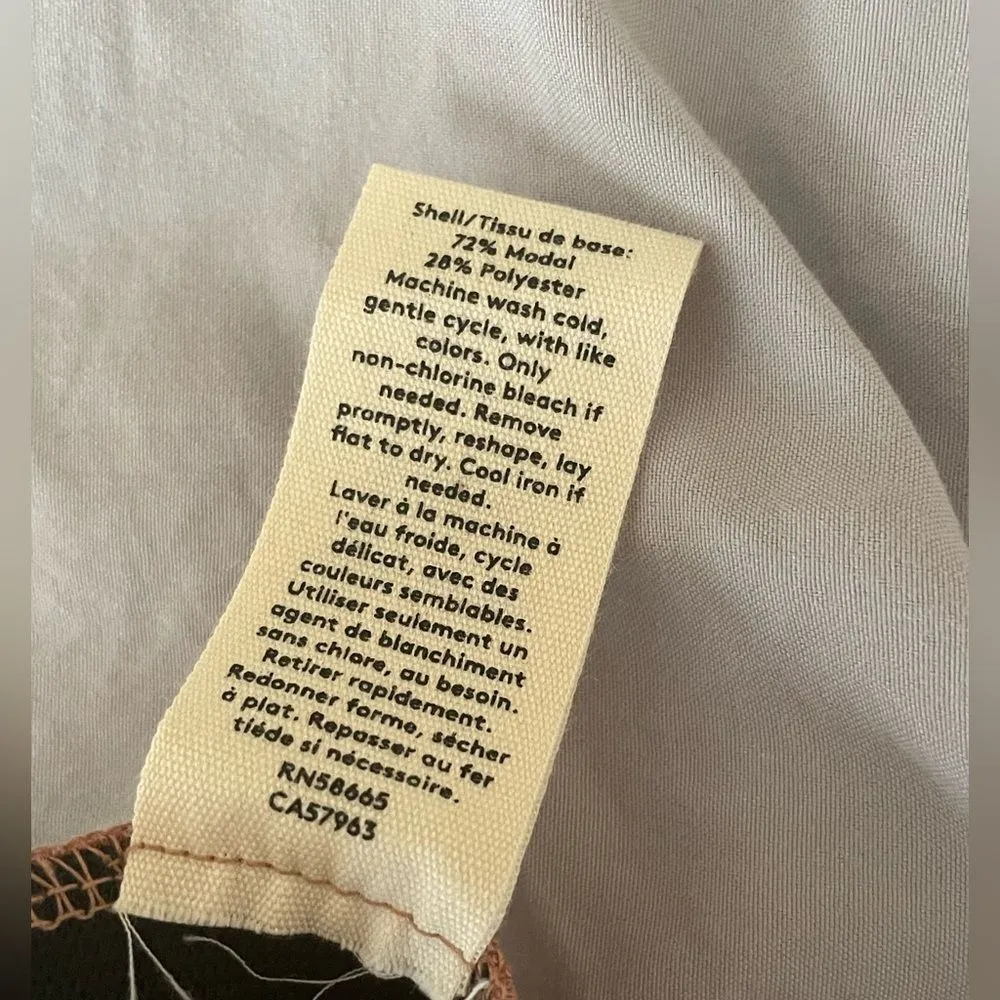 Shell/Tissu de base:
72% Modal
28% Polyester
Machine wash cold,
gentle cycle, with like
colors. Only
non-chlorine bleach if
needed. Remove
promptly, reshape, lay
flat to dry. Cool iron if
needed.
Laver à la machine à
l'eau froide, cycle
délicat, avec des
couleurs semblables.
Utiliser seulement un
agent de blanchiment
sans chlore, au besoin.
Retirer rapidement.
Redonner forme, sécher
à plat. Repasser au fer
tiéde si nécessaire.
RN58665
CA57963